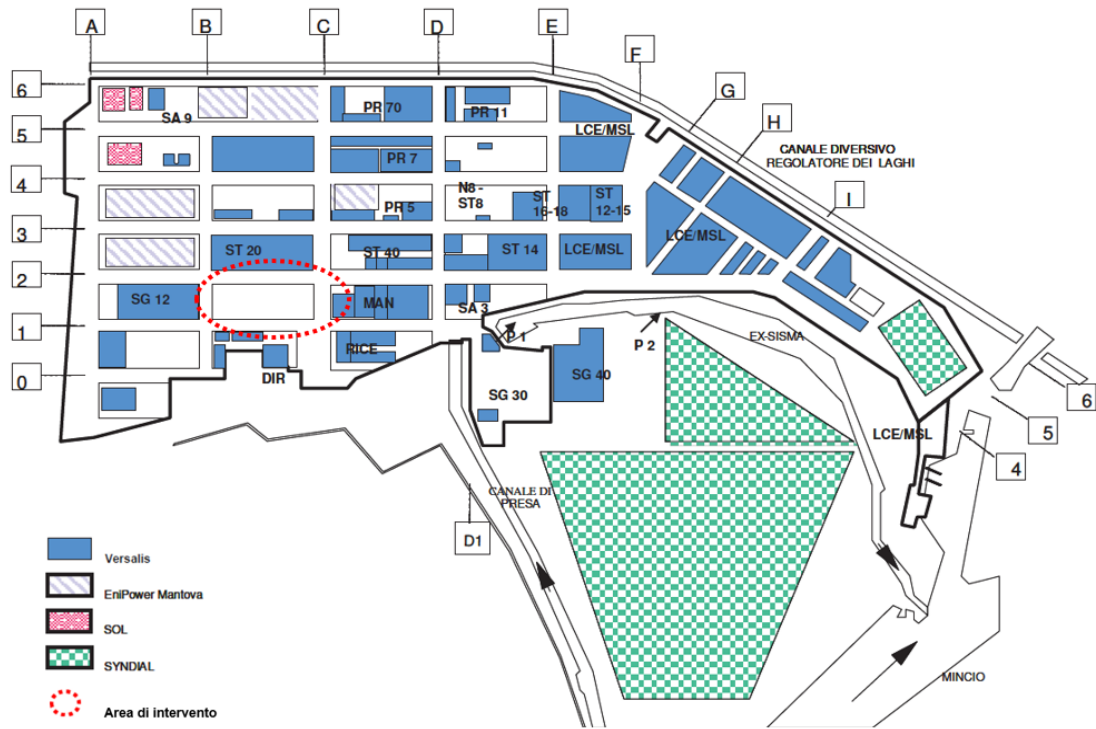 A
B
C
D
E
F
G
H
I
6
5
4
3
2
1
0
SA 9
PR 70
PR 11
LCE/MSL
CANALE DIVERSIVO
REGOLATORE DEI LAGHI
PR 7
PR 5
N8 -
ST8
ST
16-18
ST
12-15
LCE/MSL
ST 20
ST 40
ST 14
LCE/MSL
SG 12
MAN
SA 3
P 1
P 2
EX-SISMA
RICE
DIR
SG 30
SG 40
LCE/MSL
6
5
4
CANALE DI
PRESA
D1
MINCIO
Versalis
EniPower Mantova
SOL
SYNDIAL
Area di intervento